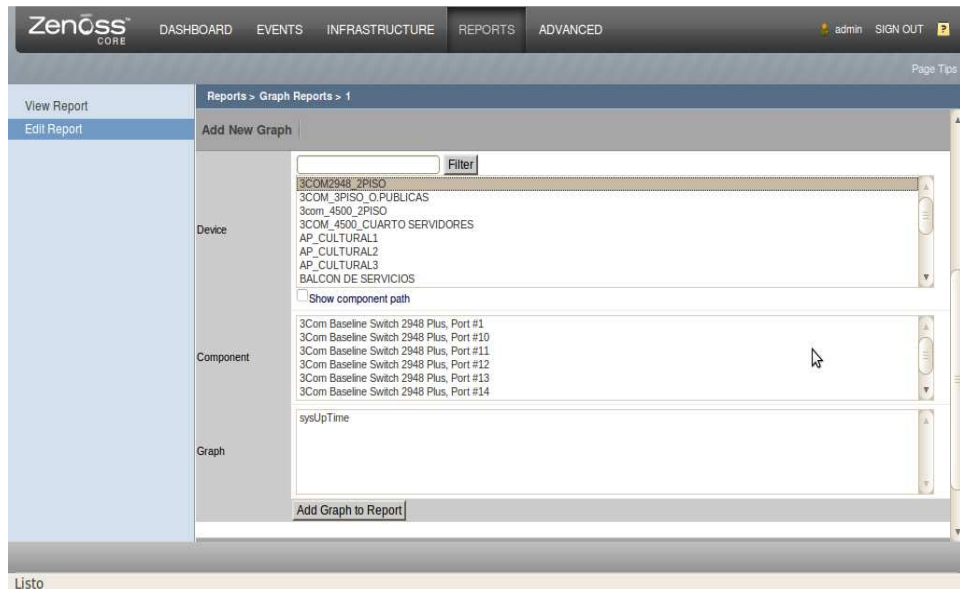 Zenoss
CORE
DASHBOARD EVENTS INFRASTRUCTURE REPORTS ADVANCED
admin SIGN OUT ?
Page Tips
View Report
Edit Report
Reports > Graph Reports > 1
Add New Graph
Filter
Device
3COM2948_2PISO
3COM_3PISO_O.PUBLICAS
3com_4500_2PISO
3COM_4500_CUARTO SERVIDORES
AP_CULTURAL1
AP_CULTURAL2
AP_CULTURAL3
BALCON DE SERVICIOS
Show component path
Component
3Com Baseline Switch 2948 Plus, Port #1
3Com Baseline Switch 2948 Plus, Port #10
3Com Baseline Switch 2948 Plus, Port #11
3Com Baseline Switch 2948 Plus, Port #12
3Com Baseline Switch 2948 Plus, Port #13
3Com Baseline Switch 2948 Plus, Port #14
Graph
sysUpTime
Add Graph to Report
Listo